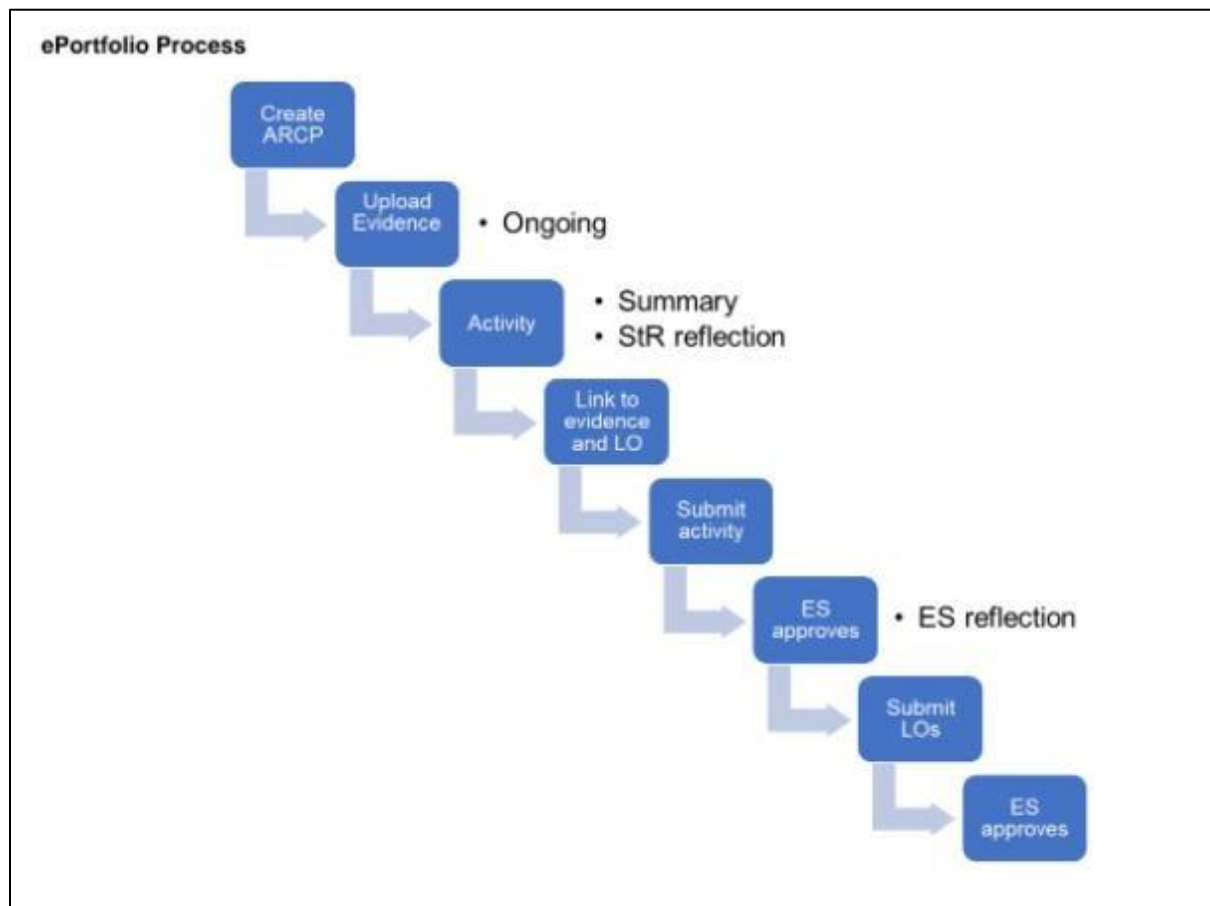 ePortfolio Process
Create
ARCP
Upload
Evidence
• Ongoing
Activity
• Summary
• StR reflection
Link to
evidence
and LO
Submit
activity
ES
approves
• ES reflection
Submit
LOs
ES
approves